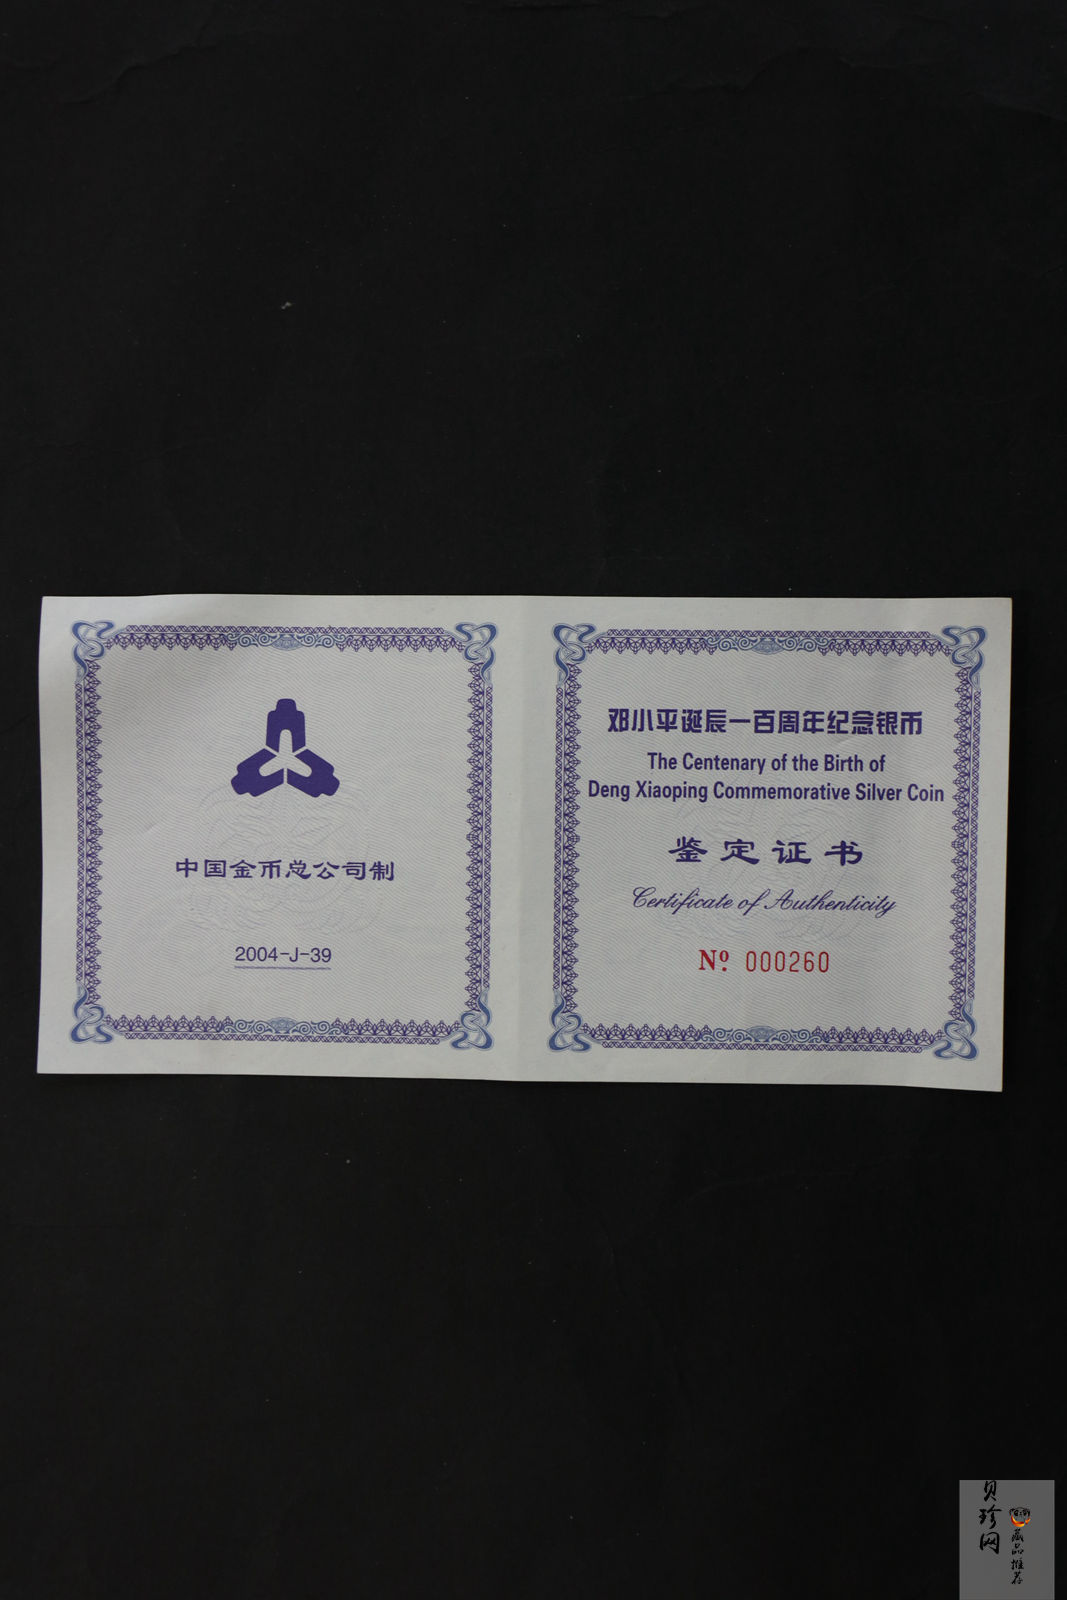 中国金币总公司制
2004-J-39
邓小平诞辰一百周年纪念银币
The Centenary of the Birth of
Deng Xiaoping Commemorative Silver Coin
鉴定证书
Certificate of Authenticity
Nº 000260
贝珍网
藏品推荐